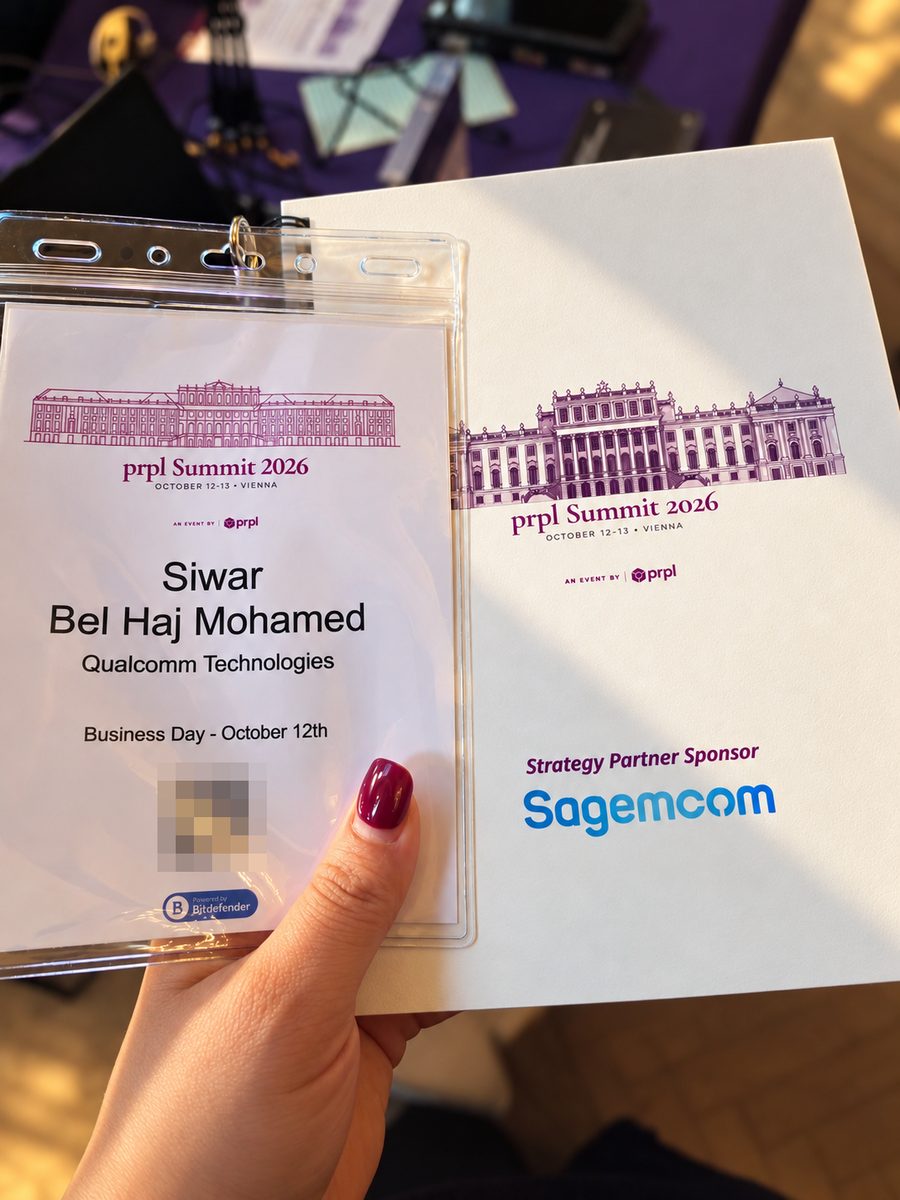 prpl Summit 2026
OCTOBER 12-13 • VIENNA
AN EVENT BY | prpl
Siwar
Bel Haj Mohamed
Qualcomm Technologies
Business Day - October 12th
Powered by
Bitdefender
prpl Summit 2026
OCTOBER 12-13 • VIENNA
AN EVENT BY | prpl
Strategy Partner Sponsor
Sagemcom